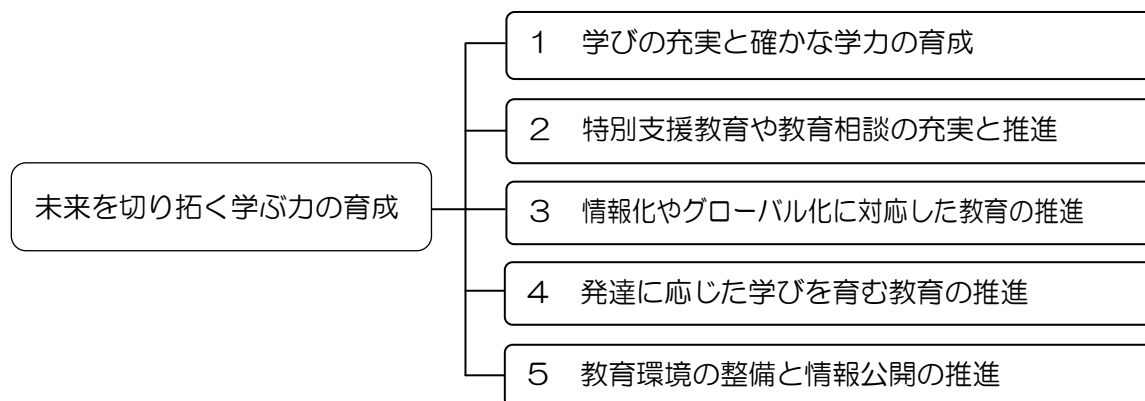 未来を切り拓く学ぶ力の育成
１　学びの充実と確かな学力の育成
２　特別支援教育や教育相談の充実と推進
３　情報化やグローバル化に対応した教育の推進
４　発達に応じた学びを育む教育の推進
５　教育環境の整備と情報公開の推進